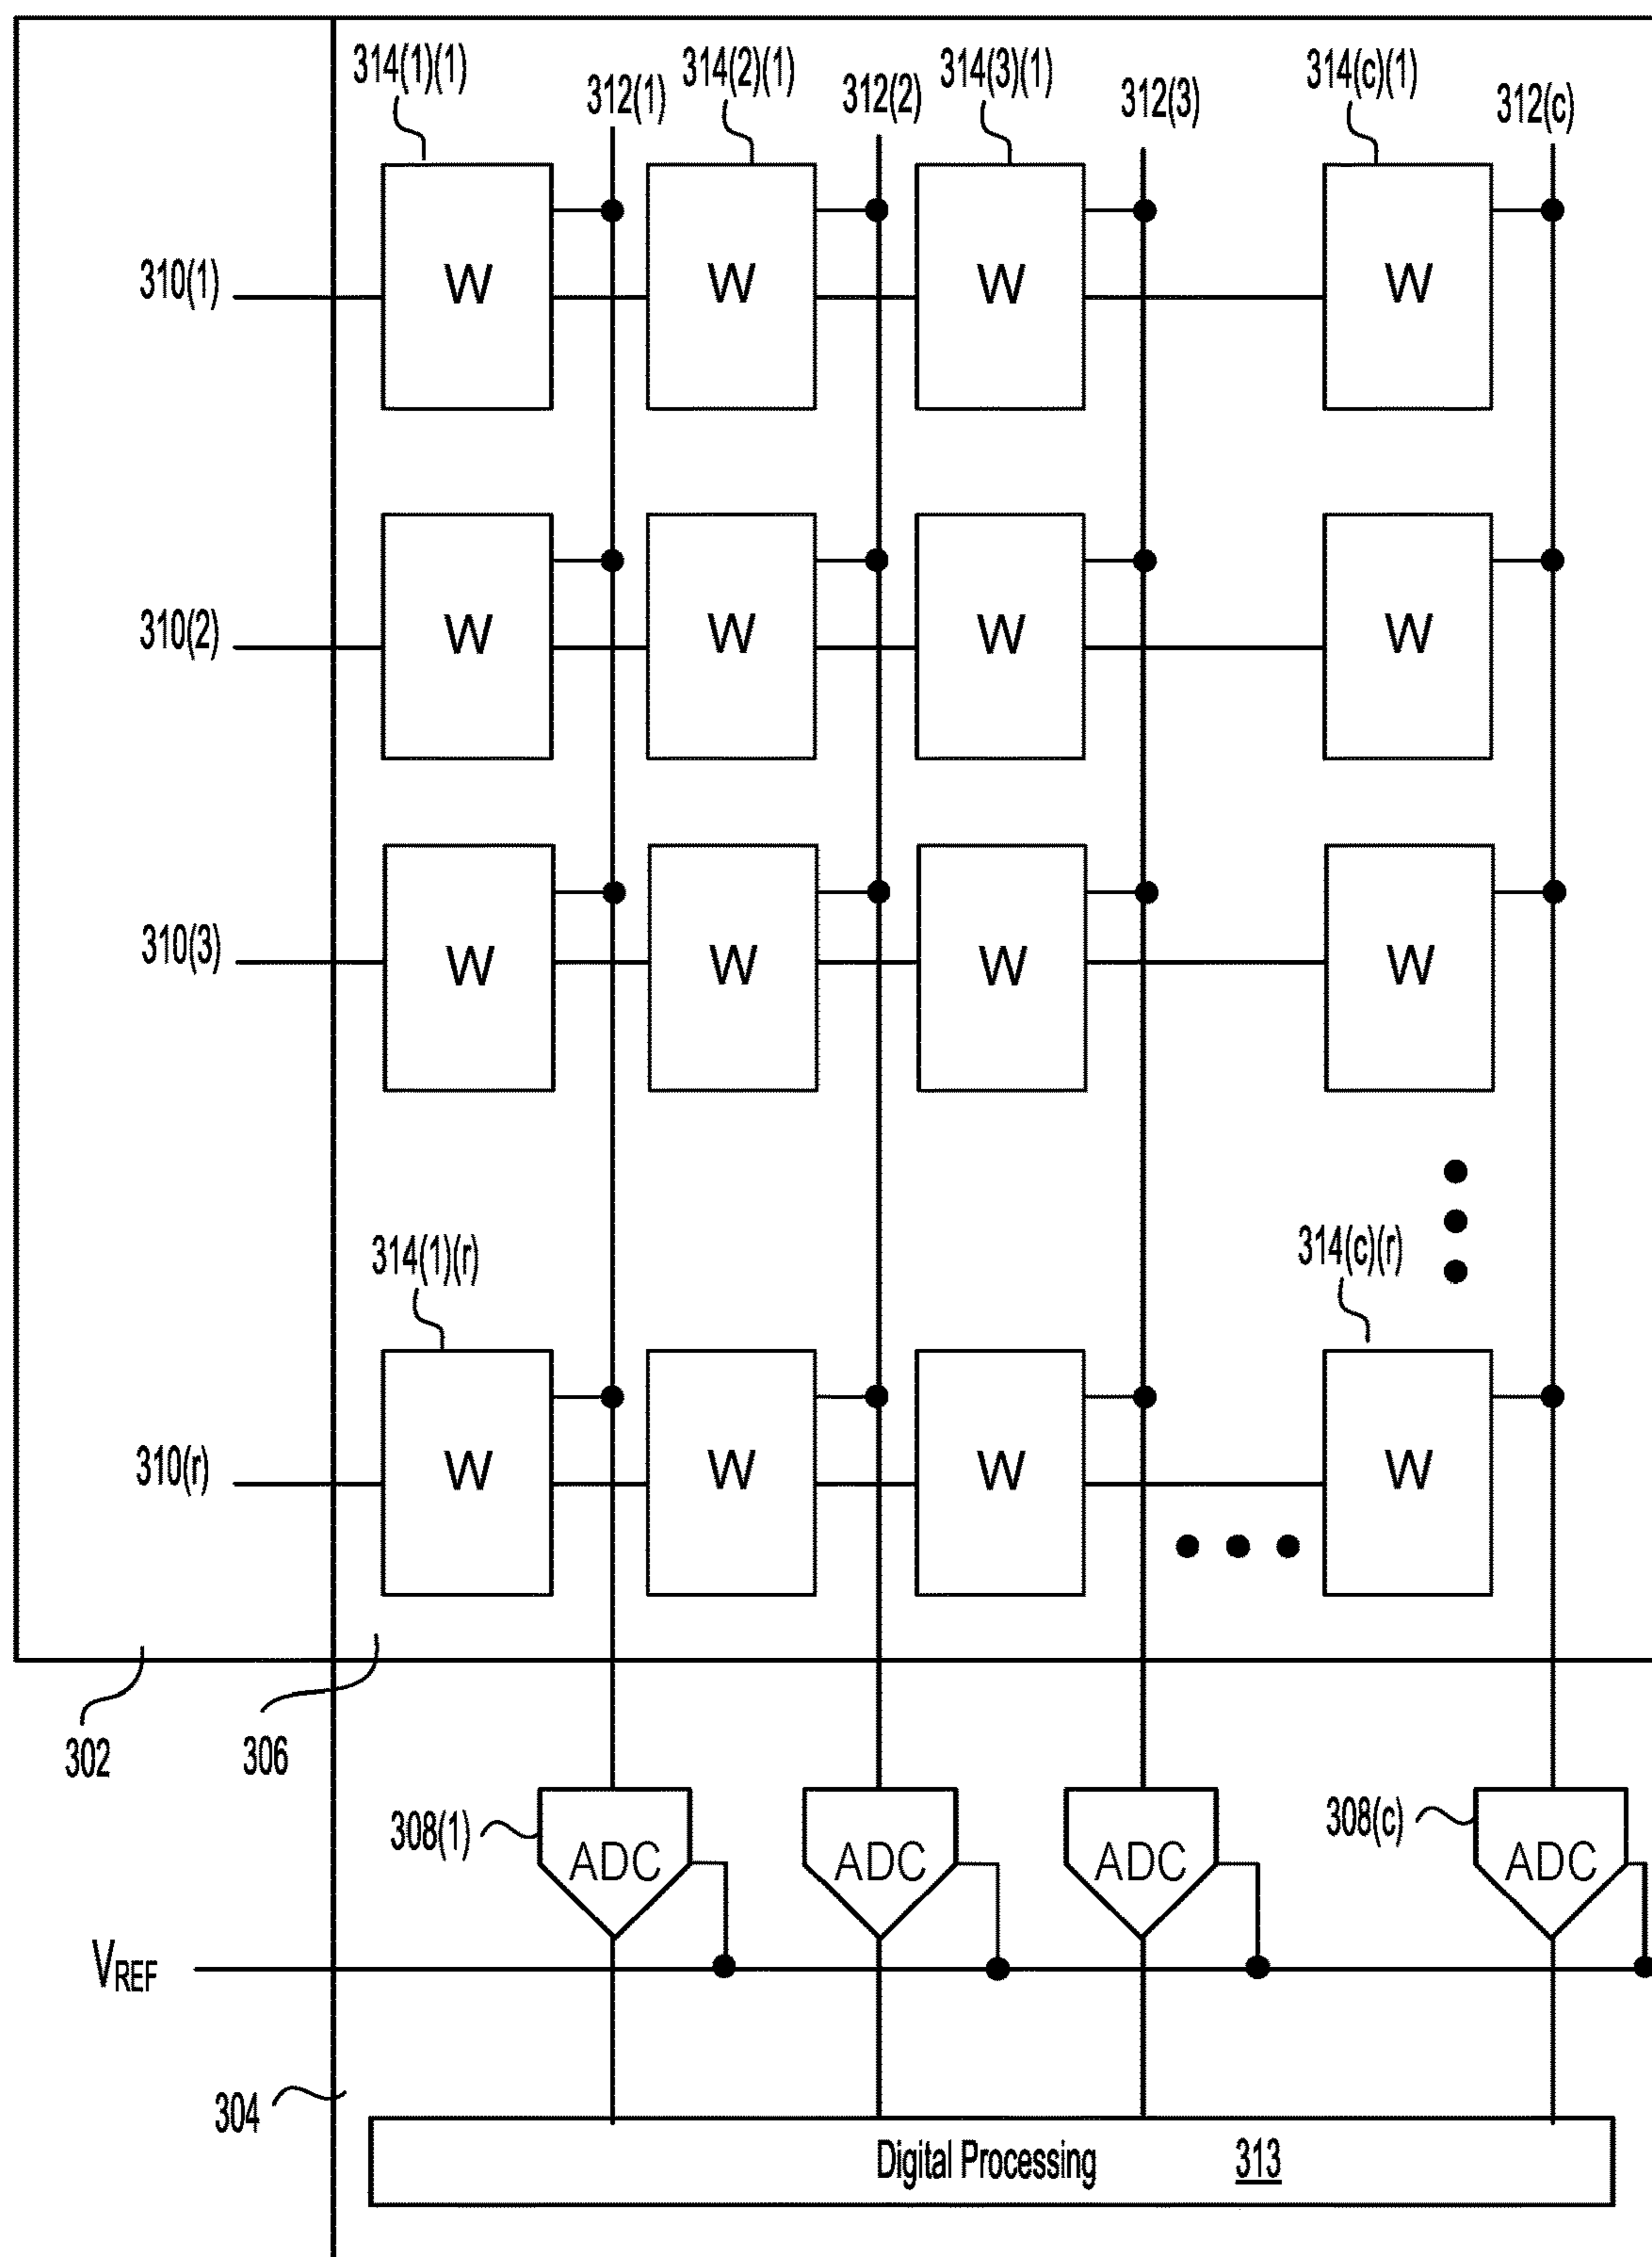 314(1)(1) 312(1) 314(2)(1) 312(2) 314(3)(1) 312(3) 314(c)(1) 312(c)
310(1) W W W W
310(2) W W W W
310(3) W W W W
314(1)(r) 314(c)(r)
310(r) W W W W
302 306
308(1) ADC ADC ADC 308(c) ADC
VREF
304
Digital Processing 313